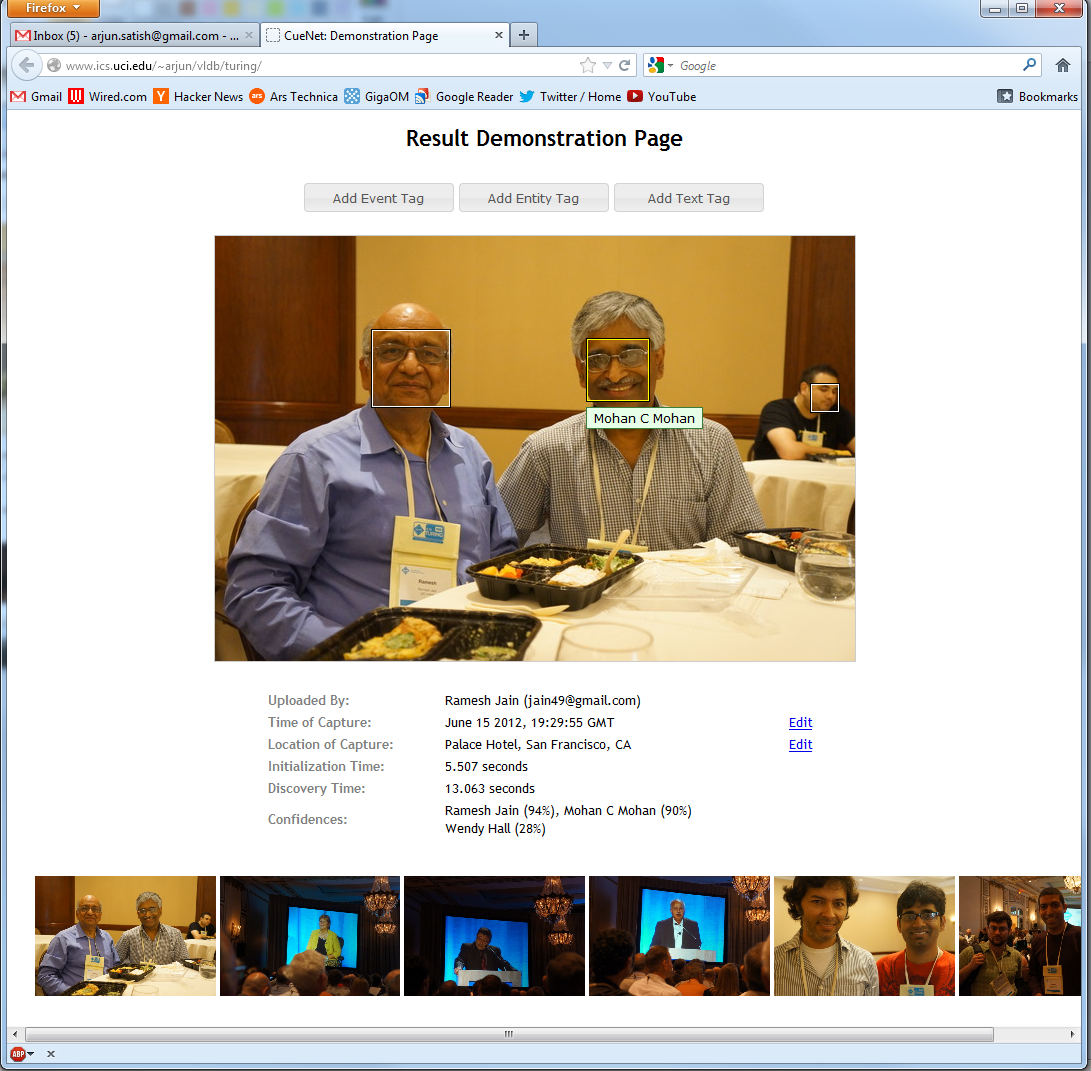 Firefox
Inbox (5) - arjun.satish@gmail.com - ...
CueNet: Demonstration Page
www.ics.uci.edu/~arjun/vldb/turing/
Google
Gmail Wired.com Hacker News ars Ars Technica GigaOM Google Reader Twitter / Home YouTube Bookmarks
Result Demonstration Page
Add Event Tag Add Entity Tag Add Text Tag
Mohan C Mohan
TURING
Ramesh
Uploaded By: Ramesh Jain (jain49@gmail.com)
Time of Capture: June 15 2012, 19:29:55 GMT Edit
Location of Capture: Palace Hotel, San Francisco, CA Edit
Initialization Time: 5.507 seconds
Discovery Time: 13.063 seconds
Confidences: Ramesh Jain (94%), Mohan C Mohan (90%)
Wendy Hall (28%)
ABP